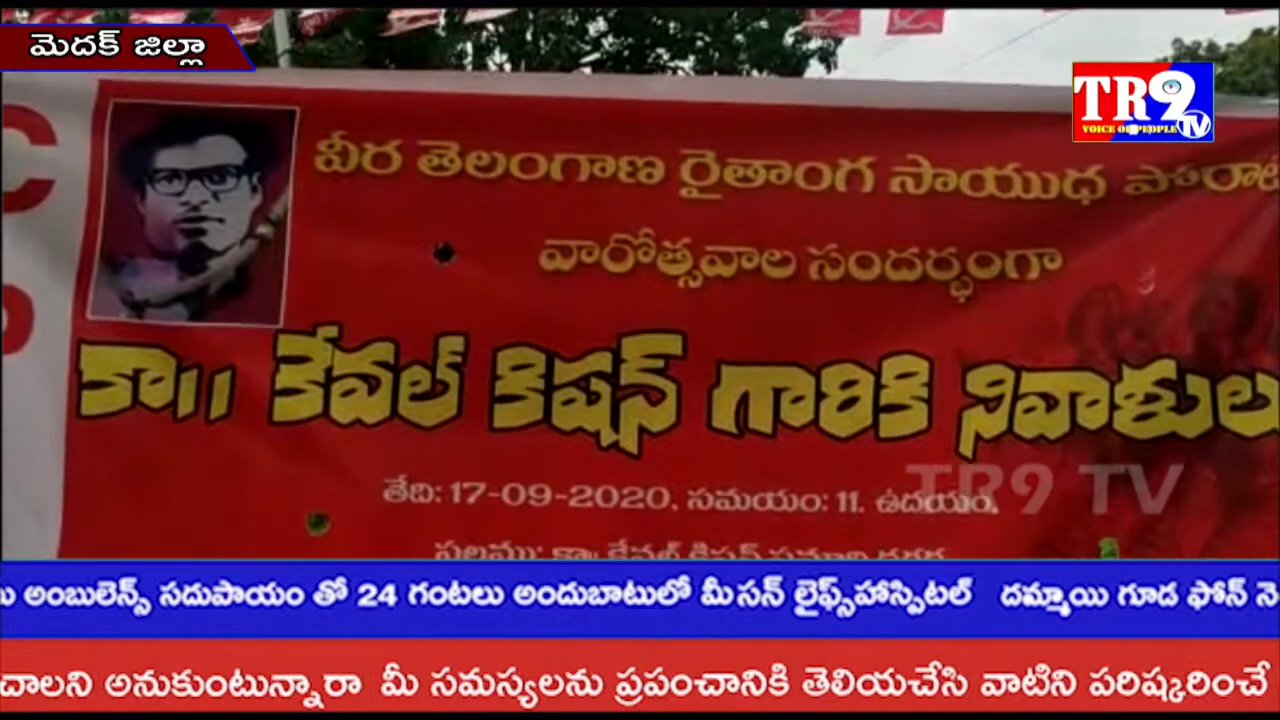 మెదక్ జిల్లా
TR9
VOICE OF PEOPLE TV
వీర తెలంగాణ రైతాంగ సాయుధ
వారోత్సవాల సందర్భంగా
కా॥ కేవల్ కిషన్ గారికి నివాళుల
తేది: 17-09-2020, సమయం: 11. ఉదయం.
TR9 TV
అంబులెన్స్ సదుపాయం తో 24 గంటలు అందుబాటులో మీసన్ లైఫ్స్‌హాస్పిటల్ దమ్మాయి గూడ ఫోన్ నె
చాలని అనుకుంటున్నారా మీ సమస్యలను ప్రపంచానికి తెలియచేసి వాటిని పరిష్కరించే